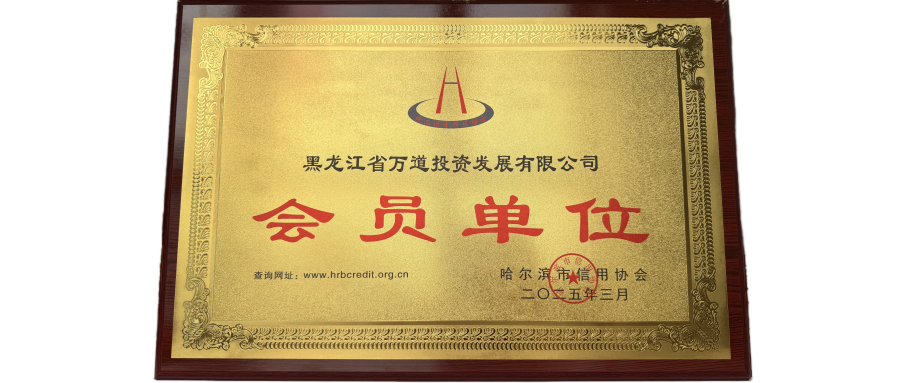 黑龙江省万道投资发展有限公司
会员单位
查询网址：www.hrbcredit.org.cn
哈尔滨市信用协会
二〇二五年三月